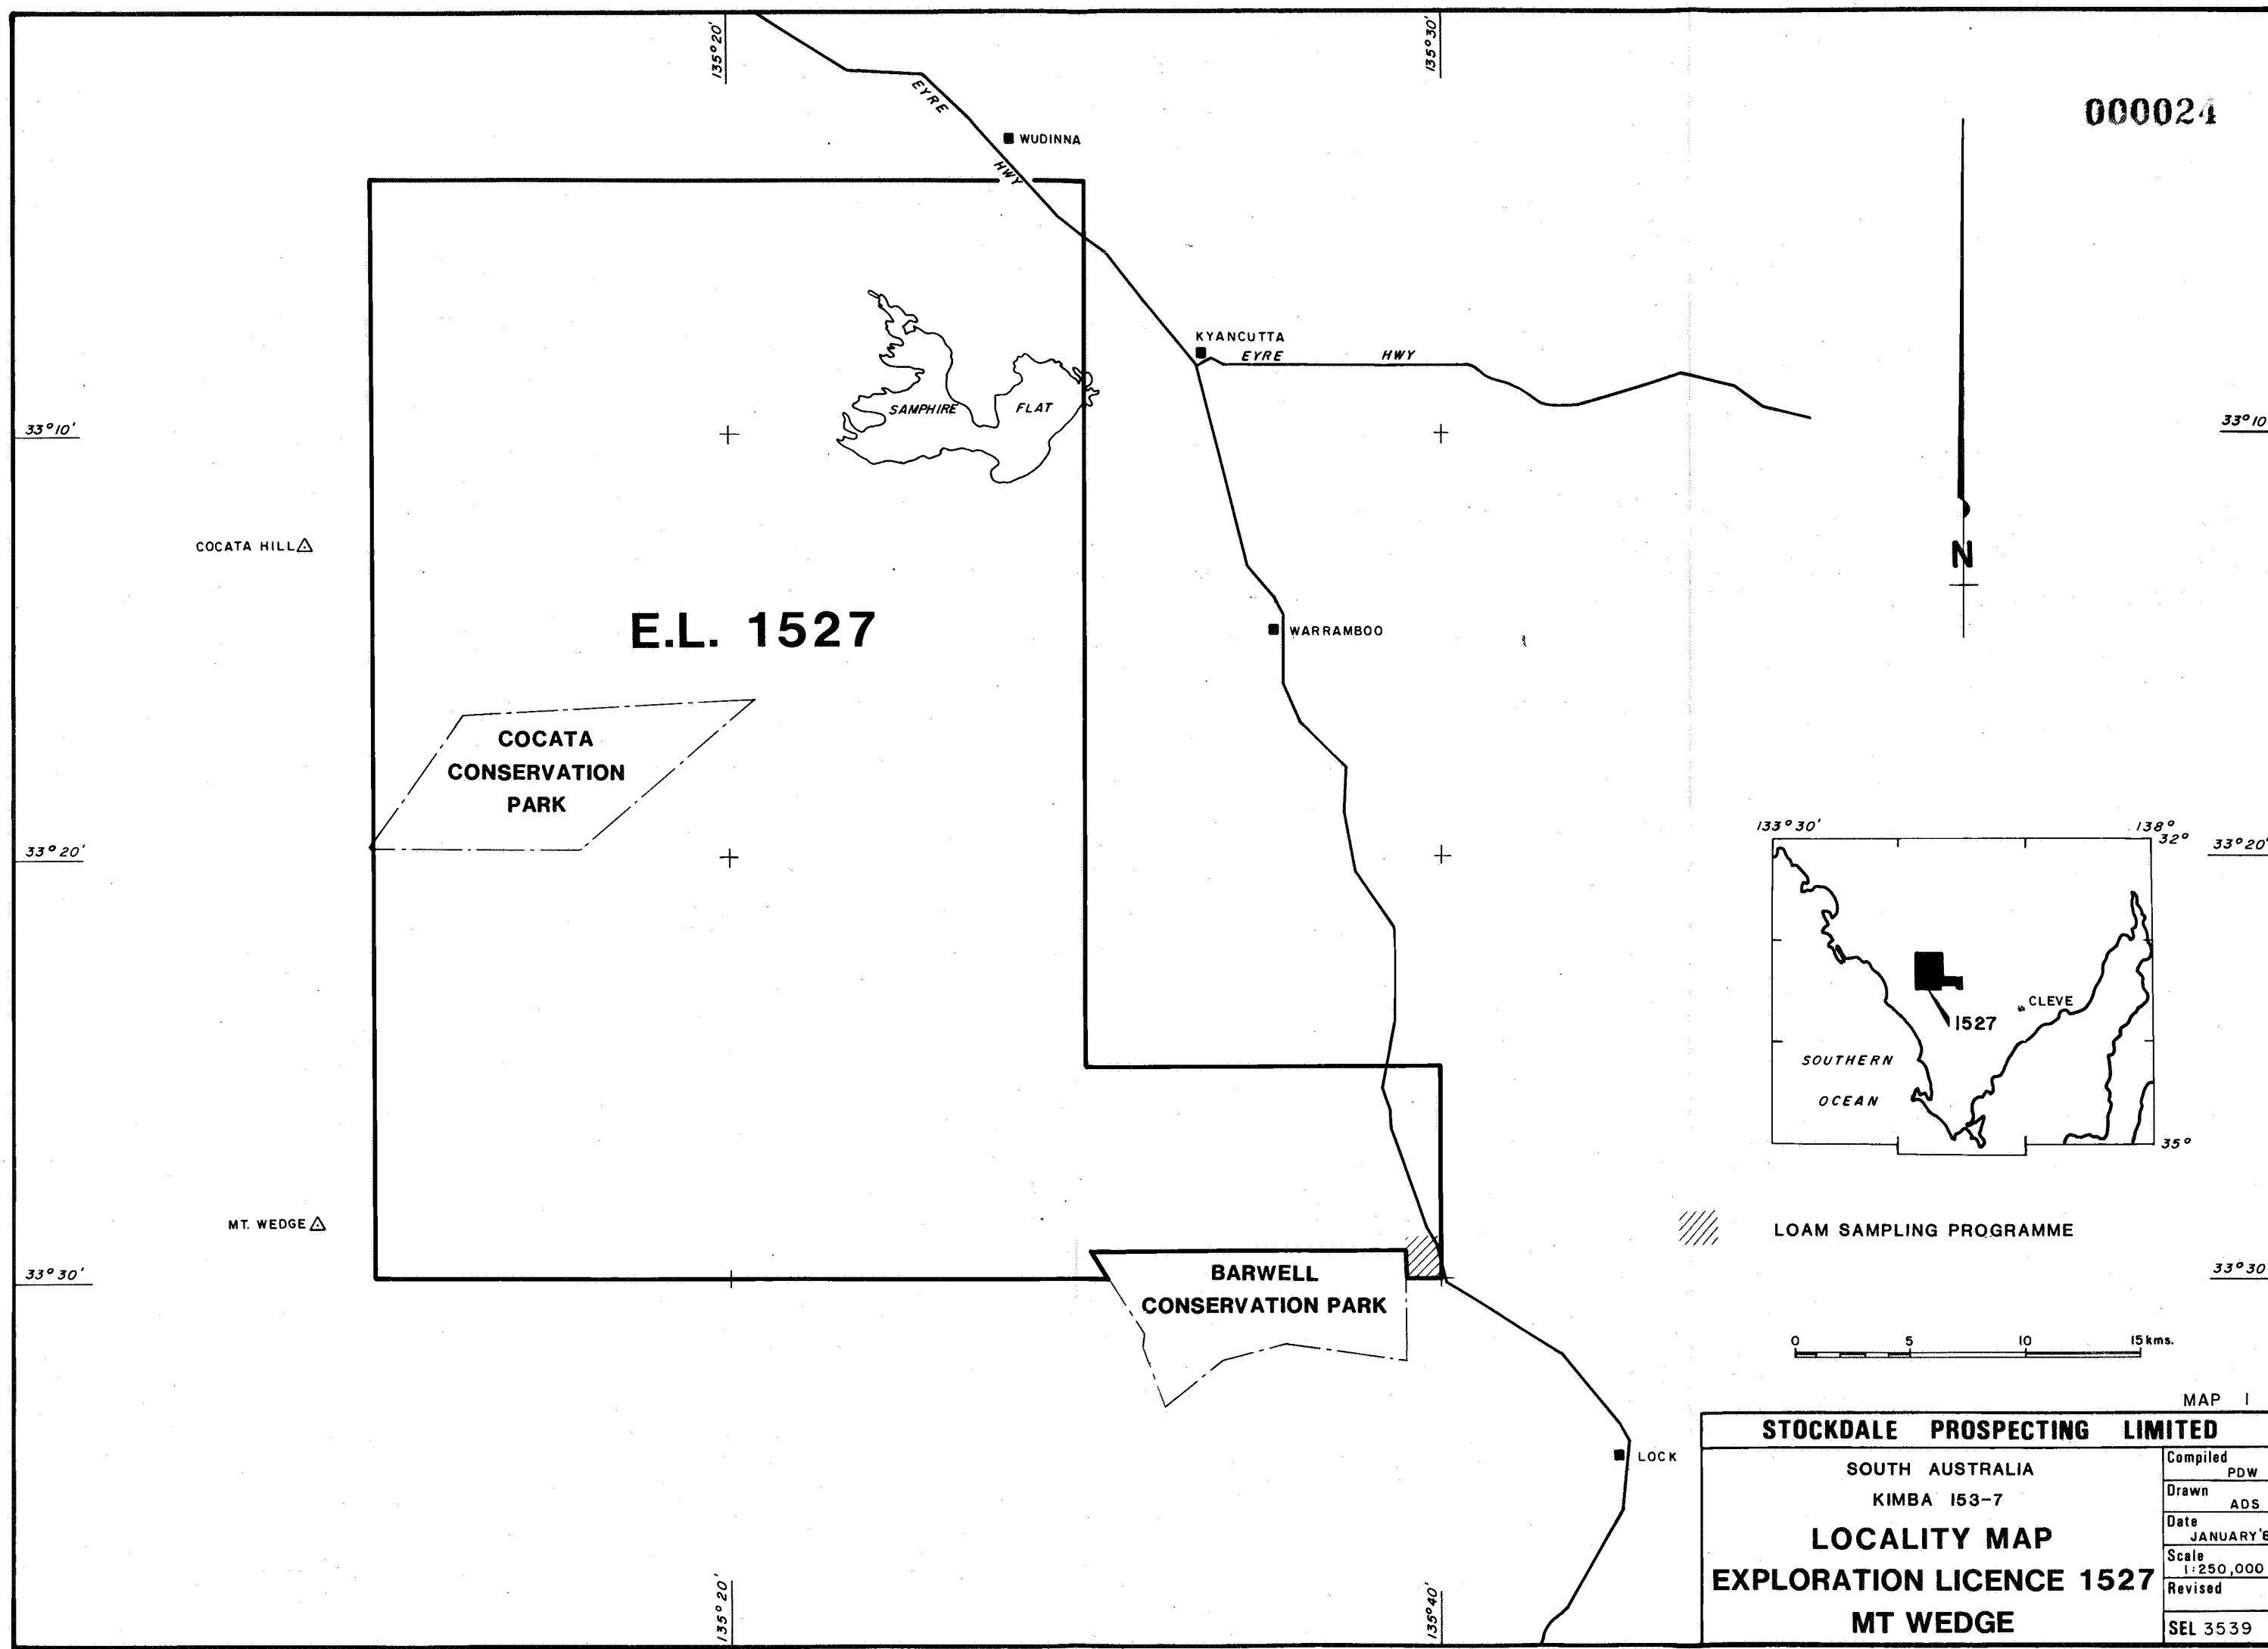 135°20'
135°30'
000024
EYRE
WUDINNA
HWY
KYANCUTTA
EYRE HWY
SAMPHIRE FLAT
33°10'
33°10
COCATA HILL
N
E.L. 1527
WARRAMBOO
COCATA
CONSERVATION
PARK
133°30'
138°
32°
33°20'
33°20'
CLEVE
1527
SOUTHERN
OCEAN
35°
MT. WEDGE
LOAM SAMPLING PROGRAMME
33°30'
33°30
BARWELL
CONSERVATION PARK
0 5 10 15 kms.
MAP 1
STOCKDALE PROSPECTING LIMITED
LOCK
SOUTH AUSTRALIA
KIMBA I53-7
LOCALITY MAP
EXPLORATION LICENCE 1527
MT WEDGE
Compiled
PDW
Drawn
ADS
Date
JANUARY '8
Scale
1:250,000
Revised
SEL 3539
135°20'
135°40'